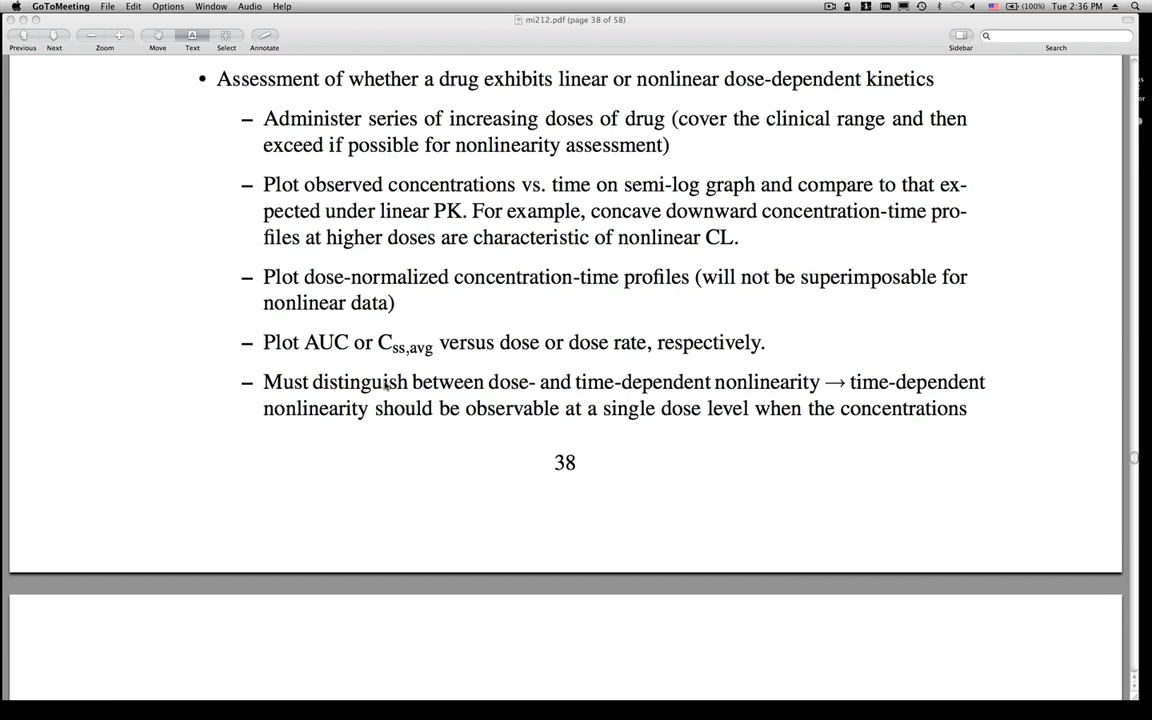 GoToMeeting File Edit Options Window Audio Help (100%) Tue 2:36 PM
mi212.pdf (page 38 of 58)
Previous Next Zoom Move Text Select Annotate Sidebar Search
• Assessment of whether a drug exhibits linear or nonlinear dose-dependent kinetics
– Administer series of increasing doses of drug (cover the clinical range and then
exceed if possible for nonlinearity assessment)
– Plot observed concentrations vs. time on semi-log graph and compare to that ex-
pected under linear PK. For example, concave downward concentration-time pro-
files at higher doses are characteristic of nonlinear CL.
– Plot dose-normalized concentration-time profiles (will not be superimposable for
nonlinear data)
– Plot AUC or Css,avg versus dose or dose rate, respectively.
– Must distinguish between dose- and time-dependent nonlinearity → time-dependent
nonlinearity should be observable at a single dose level when the concentrations
38